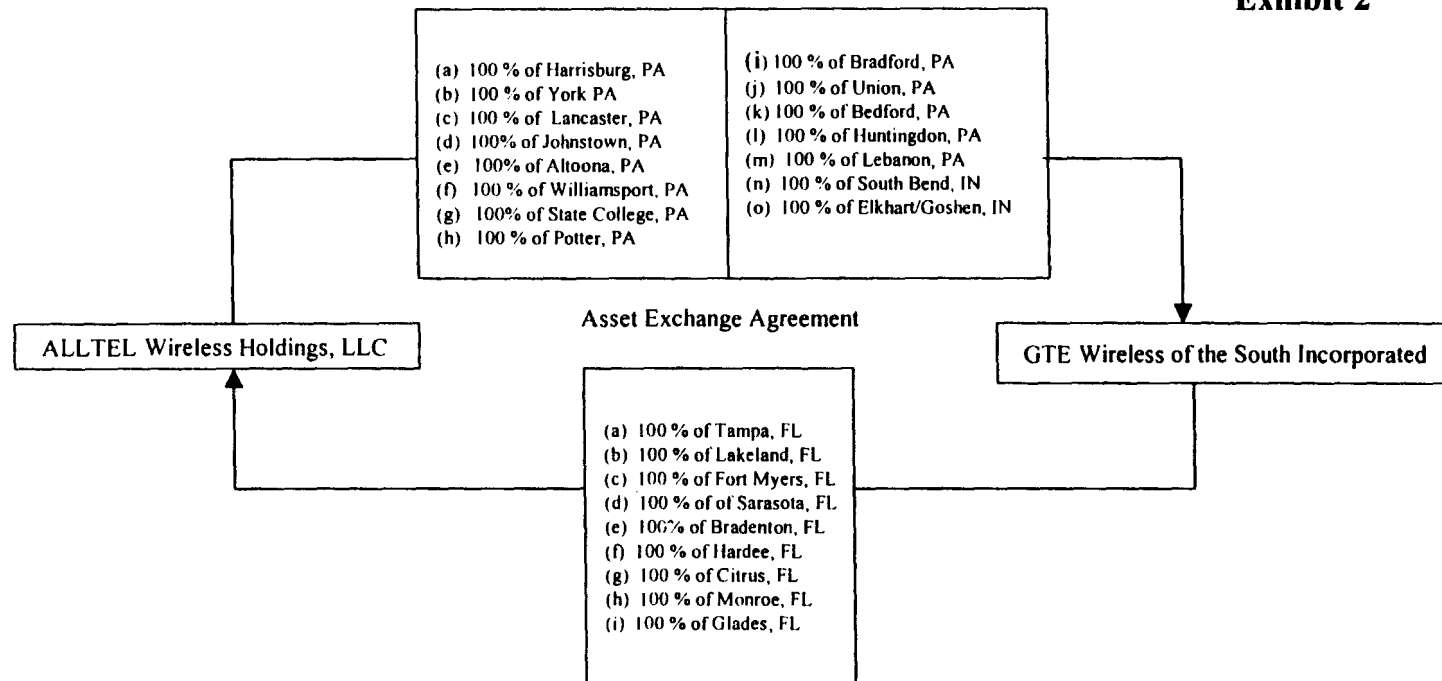 Exhibit 2
(a) 100 % of Harrisburg, PA
(b) 100 % of York PA
(c) 100 % of Lancaster, PA
(d) 100% of Johnstown, PA
(e) 100% of Altoona, PA
(f) 100 % of Williamsport, PA
(g) 100% of State College, PA
(h) 100 % of Potter, PA
(i) 100 % of Bradford, PA
(j) 100 % of Union, PA
(k) 100 % of Bedford, PA
(l) 100 % of Huntingdon, PA
(m) 100 % of Lebanon, PA
(n) 100 % of South Bend, IN
(o) 100 % of Elkhart/Goshen, IN
Asset Exchange Agreement
ALLTEL Wireless Holdings, LLC
GTE Wireless of the South Incorporated
(a) 100 % of Tampa, FL
(b) 100 % of Lakeland, FL
(c) 100 % of Fort Myers, FL
(d) 100 % of of Sarasota, FL
(e) 100% of Bradenton, FL
(f) 100 % of Hardee, FL
(g) 100 % of Citrus, FL
(h) 100 % of Monroe, FL
(i) 100 % of Glades, FL